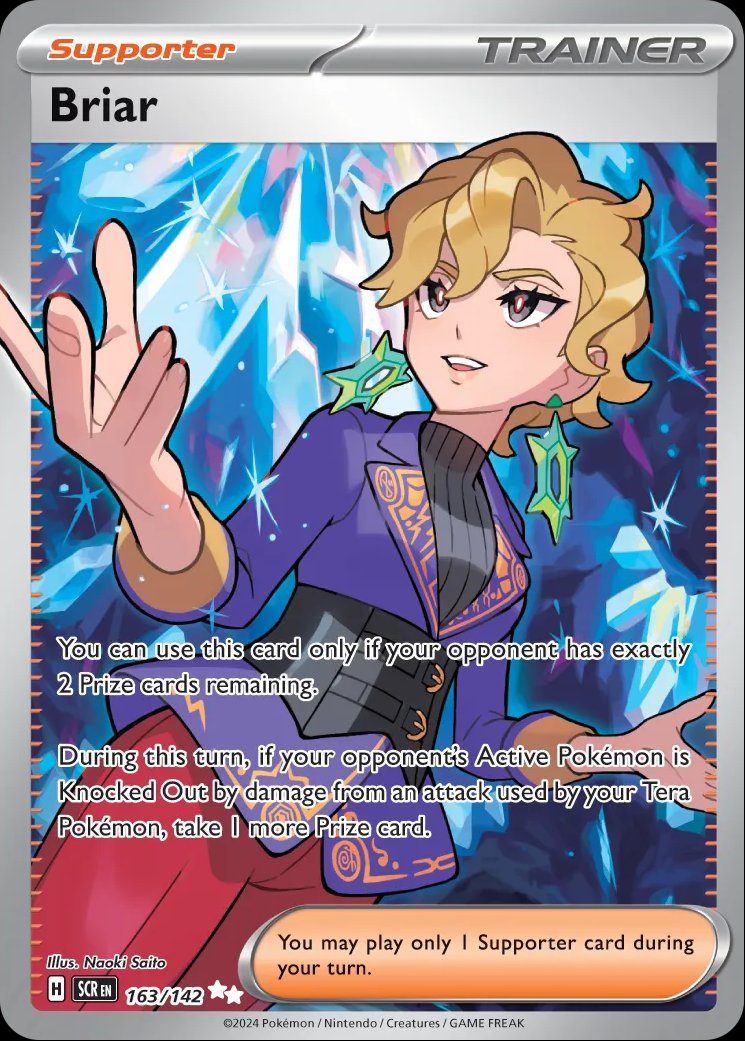 Supporter
TRAINER
Briar
You can use this card only if your opponent has exactly
2 Prize cards remaining.
During this turn, if your opponent's Active Pokémon is
Knocked Out by damage from an attack used by your Tera
Pokémon, take 1 more Prize card.
You may play only 1 Supporter card during
your turn.
Illus. Naoki Saito
H SCR EN 163/142
©2024 Pokémon / Nintendo / Creatures / GAME FREAK